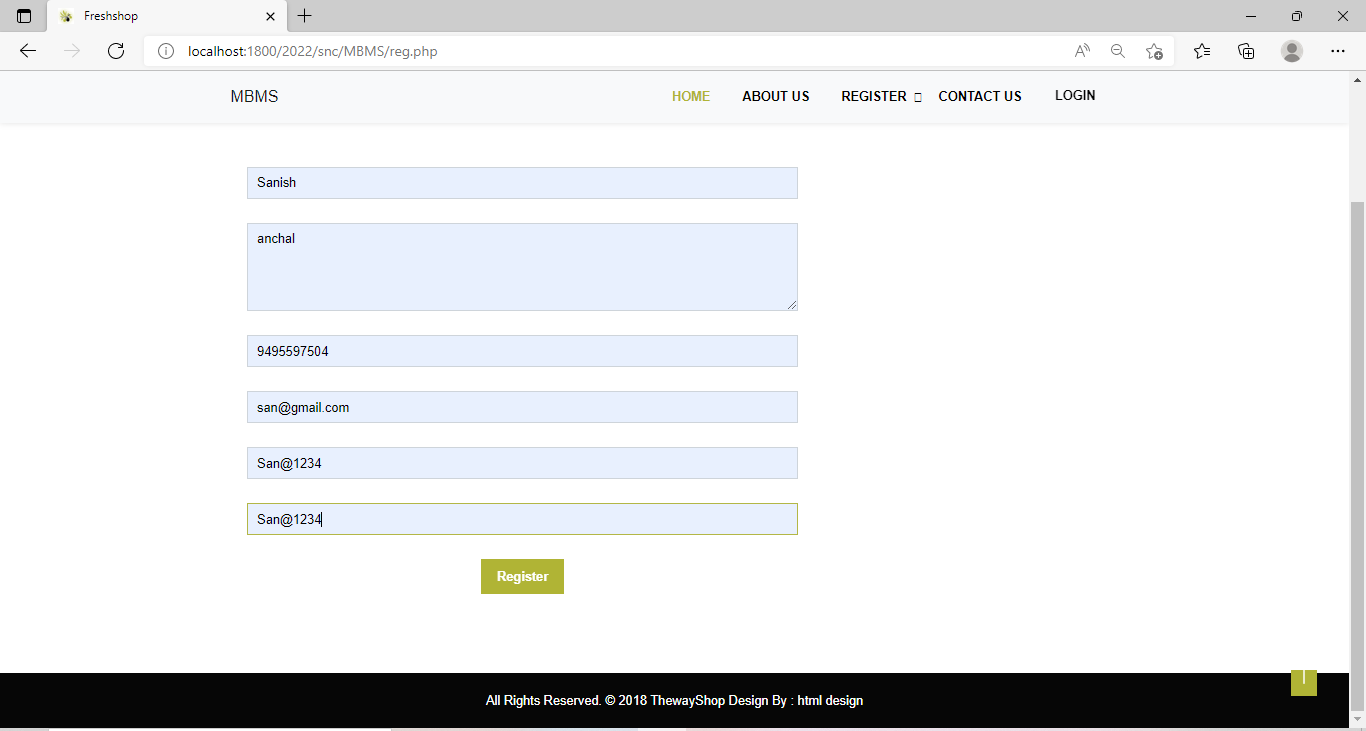 Freshshop
localhost:1800/2022/snc/MBMS/reg.php
MBMS HOME ABOUT US REGISTER CONTACT US LOGIN
Sanish
anchal
9495597504
san@gmail.com
San@1234
San@1234
Register
All Rights Reserved. © 2018 ThewayShop Design By : html design